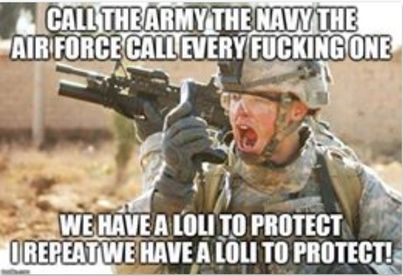 CALL THE ARMY THE NAVY THE
AIR FORCE CALL EVERY FUCKING ONE
WE HAVE A LOLI TO PROTECT
I REPEAT WE HAVE A LOLI TO PROTECT!